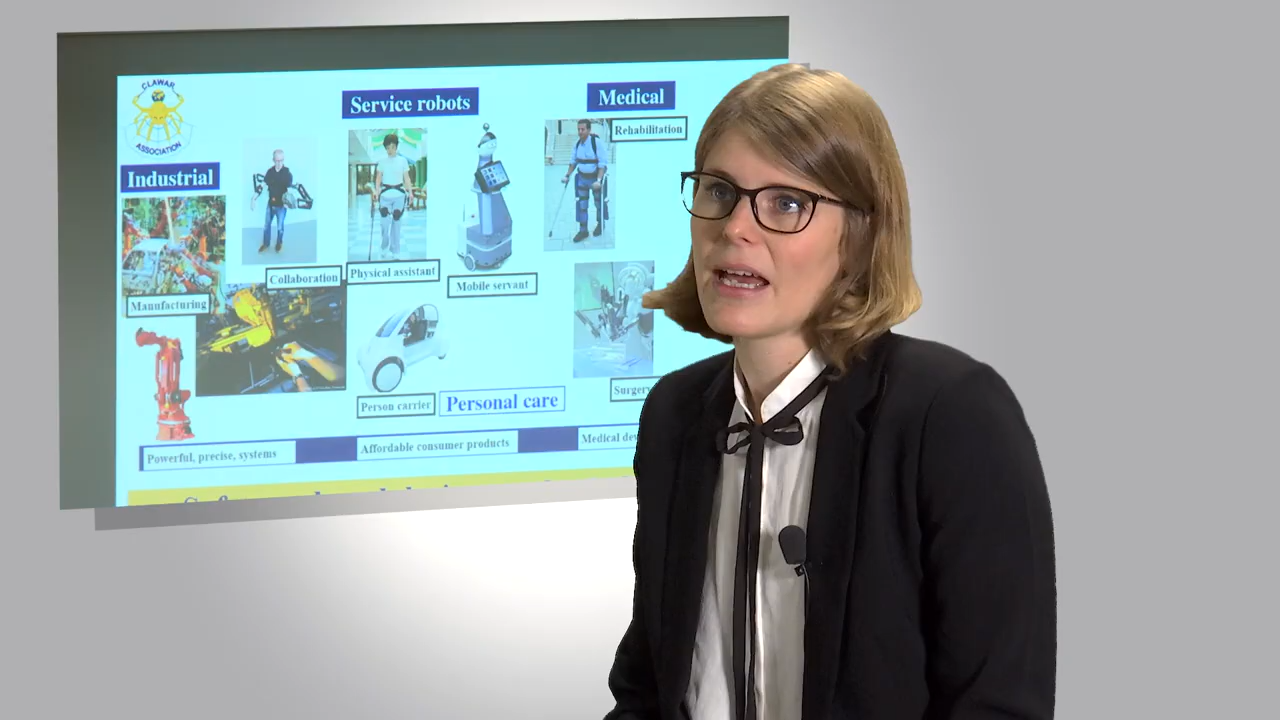 CLAWAR
ASSOCIATION
Service robots
Medical
Rehabilitation
Industrial
Collaboration
Physical assistant
Mobile servant
Manufacturing
Person carrier
Personal care
Surgery
Powerful, precise, systems
Affordable consumer products
Medical